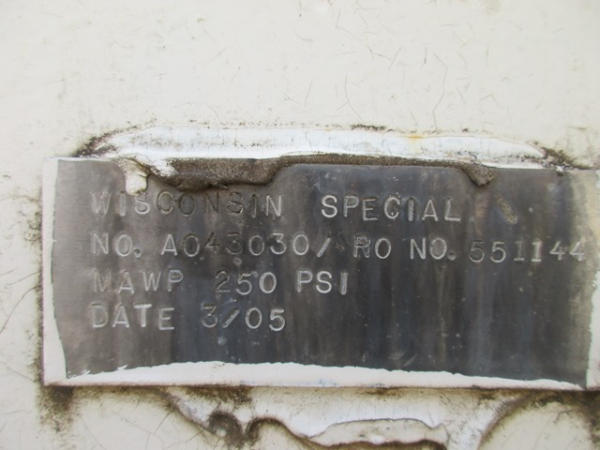 WISCONSIN SPECIAL
NO. A043030/ RO NO. 551144
MAWP 250 PSI
DATE 3/05